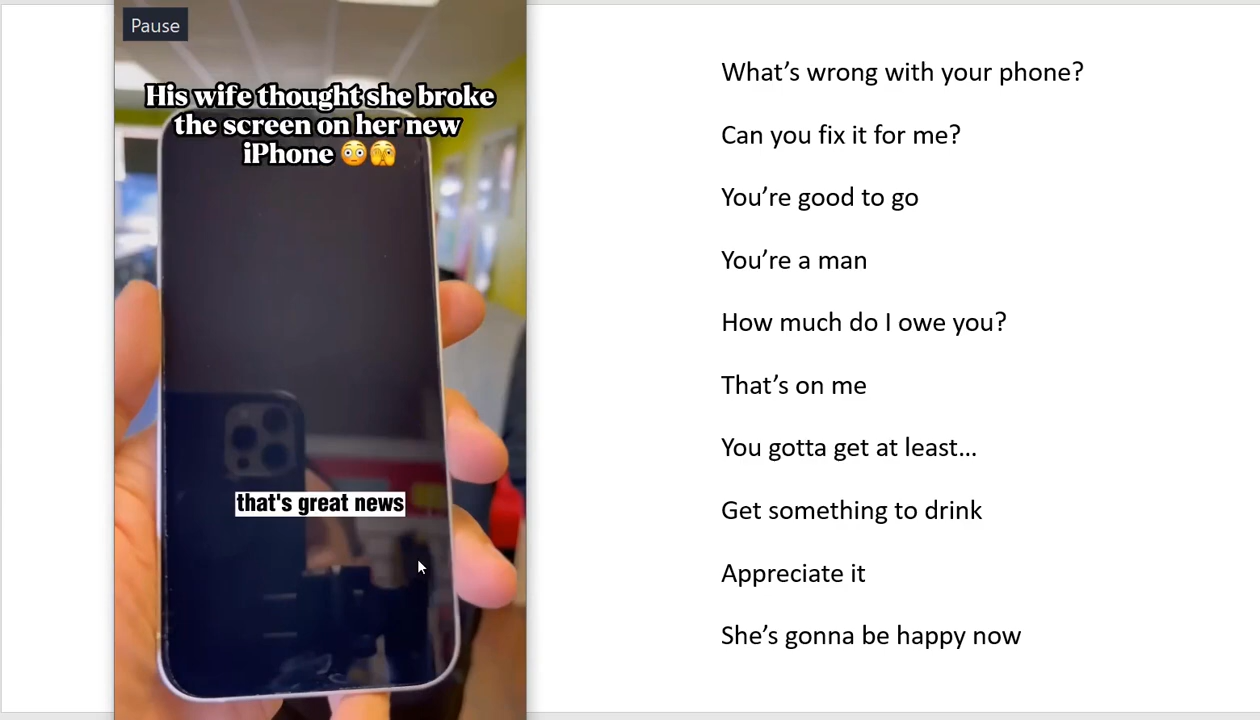 Pause
His wife thought she broke
the screen on her new
iPhone 😳🫣
that's great news
What’s wrong with your phone?
Can you fix it for me?
You’re good to go
You’re a man
How much do I owe you?
That’s on me
You gotta get at least…
Get something to drink
Appreciate it
She’s gonna be happy now